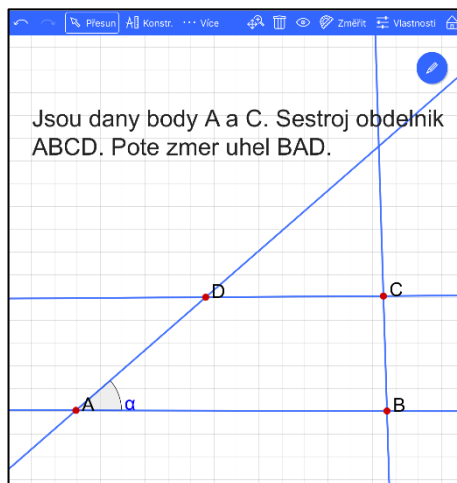 Přesun Konstr. Více Změřit Vlastnosti
Jsou dany body A a C. Sestroj obdelnik
ABCD. Pote zmer uhel BAD.
D C
A α B